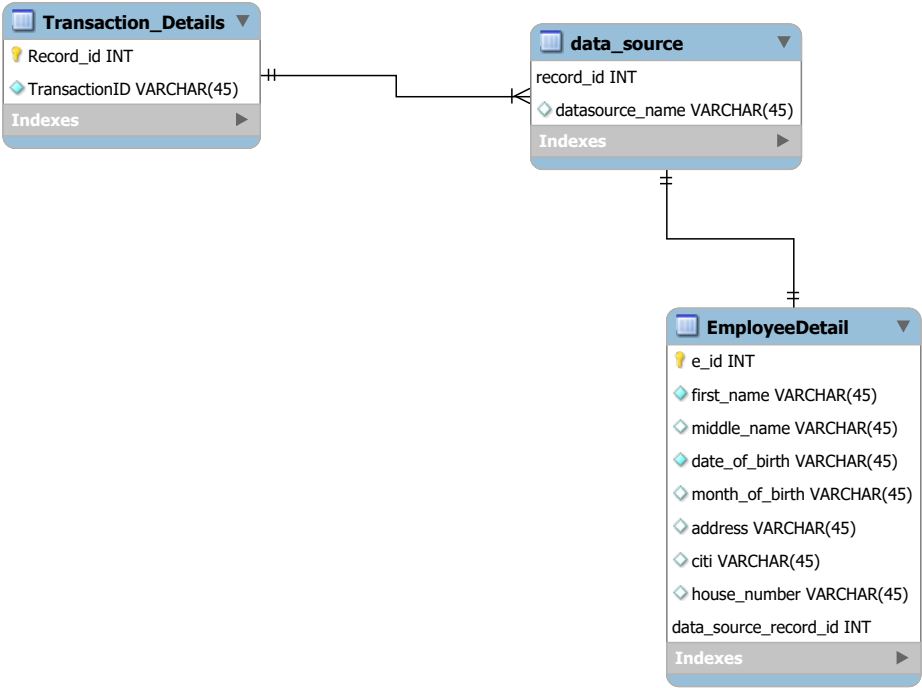 Transaction_Details
Record_id INT
TransactionID VARCHAR(45)
Indexes
data_source
record_id INT
datasource_name VARCHAR(45)
Indexes
EmployeeDetail
e_id INT
first_name VARCHAR(45)
middle_name VARCHAR(45)
date_of_birth VARCHAR(45)
month_of_birth VARCHAR(45)
address VARCHAR(45)
citi VARCHAR(45)
house_number VARCHAR(45)
data_source_record_id INT
Indexes